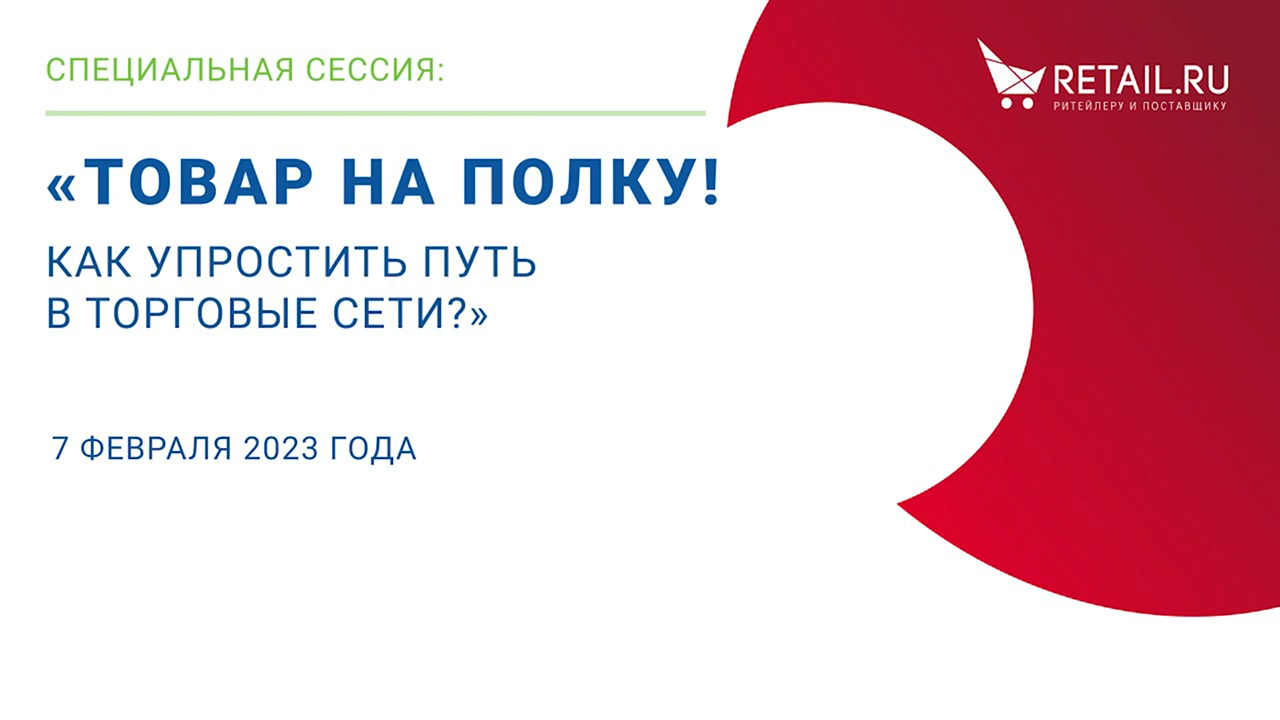 СПЕЦИАЛЬНАЯ СЕССИЯ:
RETAIL.RU
РИТЕЙЛЕРУ И ПОСТАВЩИКУ
«ТОВАР НА ПОЛКУ!
КАК УПРОСТИТЬ ПУТЬ
В ТОРГОВЫЕ СЕТИ?»
7 ФЕВРАЛЯ 2023 ГОДА